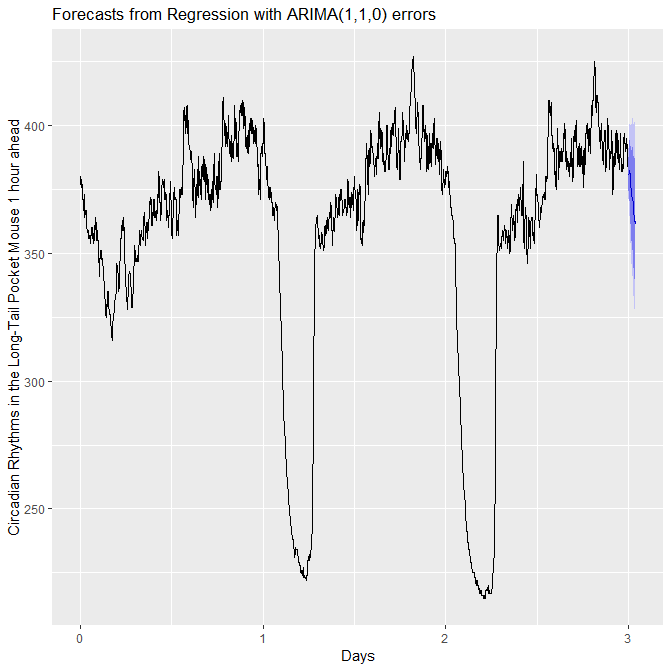 Forecasts from Regression with ARIMA(1,1,0) errors
Circadian Rhythms in the Long-Tail Pocket Mouse 1 hour ahead
400
350
300
250
0 1 2 3
Days